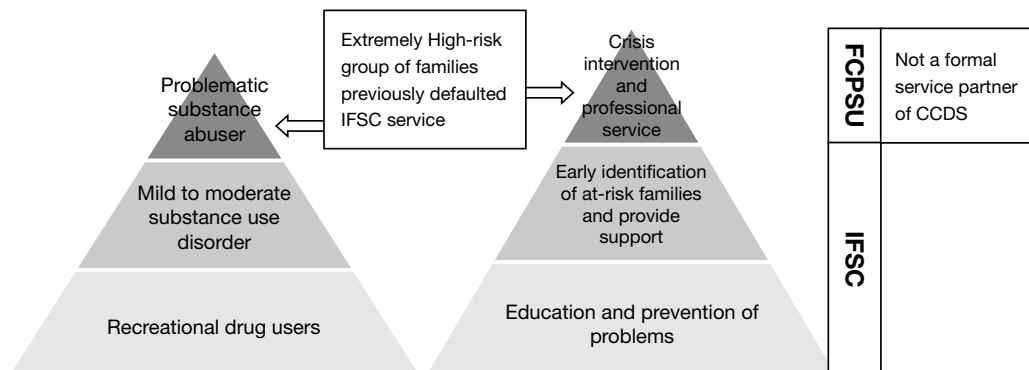 Problematic
substance
abuser
Mild to moderate
substance use
disorder
Recreational drug users
Extremely High-risk
group of families
previously defaulted
IFSC service
Crisis
intervention
and
professional
service
Early identification
of at-risk families
and provide
support
Education and prevention of
problems
FCPSU
Not a formal
service partner
of CCDS
IFSC